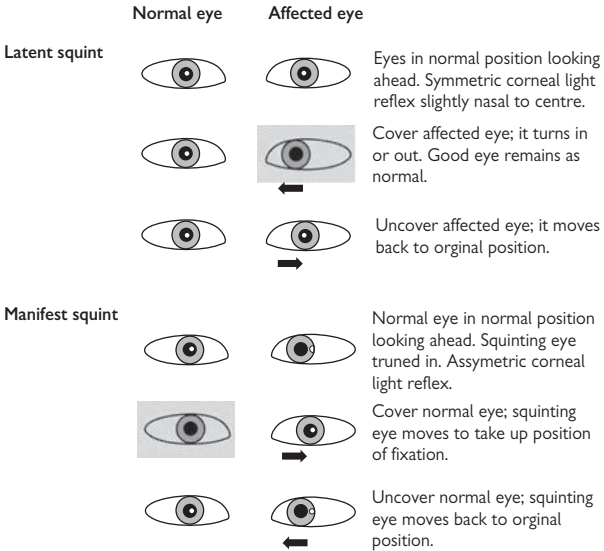 Normal eye Affected eye
Latent squint
Eyes in normal position looking
ahead. Symmetric corneal light
reflex slightly nasal to centre.
Cover affected eye; it turns in
or out. Good eye remains as
normal.
Uncover affected eye; it moves
back to orginal position.
Manifest squint
Normal eye in normal position
looking ahead. Squinting eye
truned in. Assymetric corneal
light reflex.
Cover normal eye; squinting
eye moves to take up position
of fixation.
Uncover normal eye; squinting
eye moves back to orginal
position.